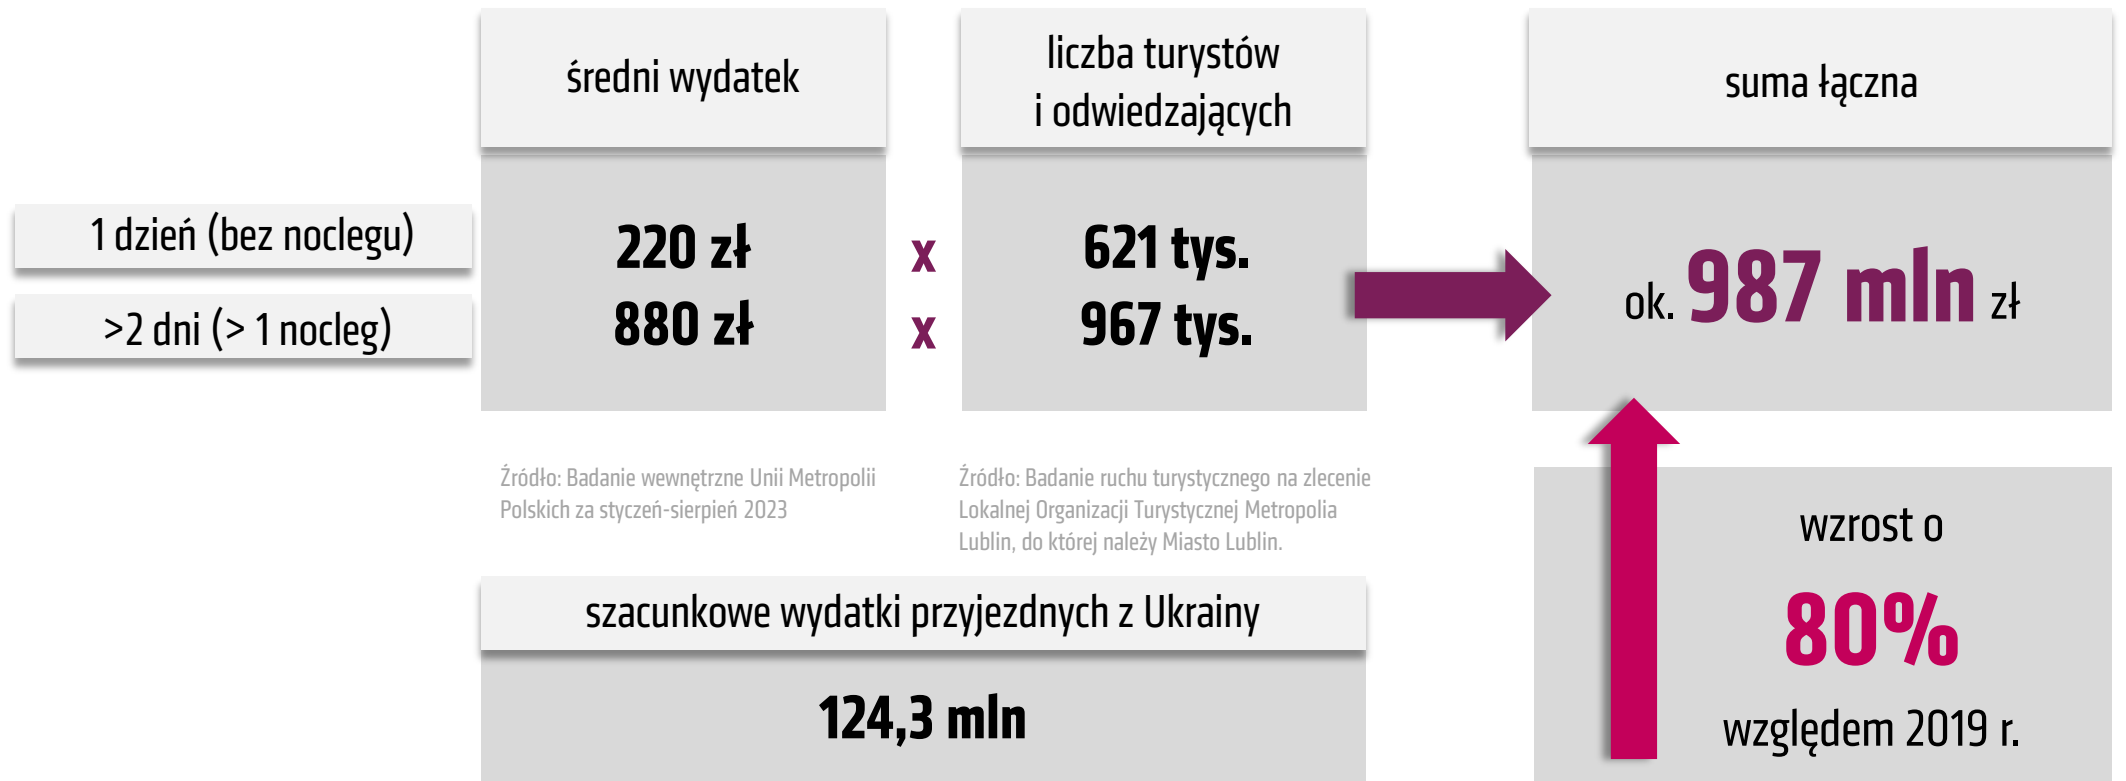 średni wydatek
liczba turystów
i odwiedzających
suma łączna
1 dzień (bez noclegu)
220 zł x 621 tys.
>2 dni (> 1 nocleg)
880 zł x 967 tys.
ok. 987 mln zł
Źródło: Badanie wewnętrzne Unii Metropolii
Polskich za styczeń-sierpień 2023
Źródło: Badanie ruchu turystycznego na zlecenie
Lokalnej Organizacji Turystycznej Metropolia
Lublin, do której należy Miasto Lublin.
wzrost o
80%
względem 2019 r.
szacunkowe wydatki przyjezdnych z Ukrainy
124,3 mln